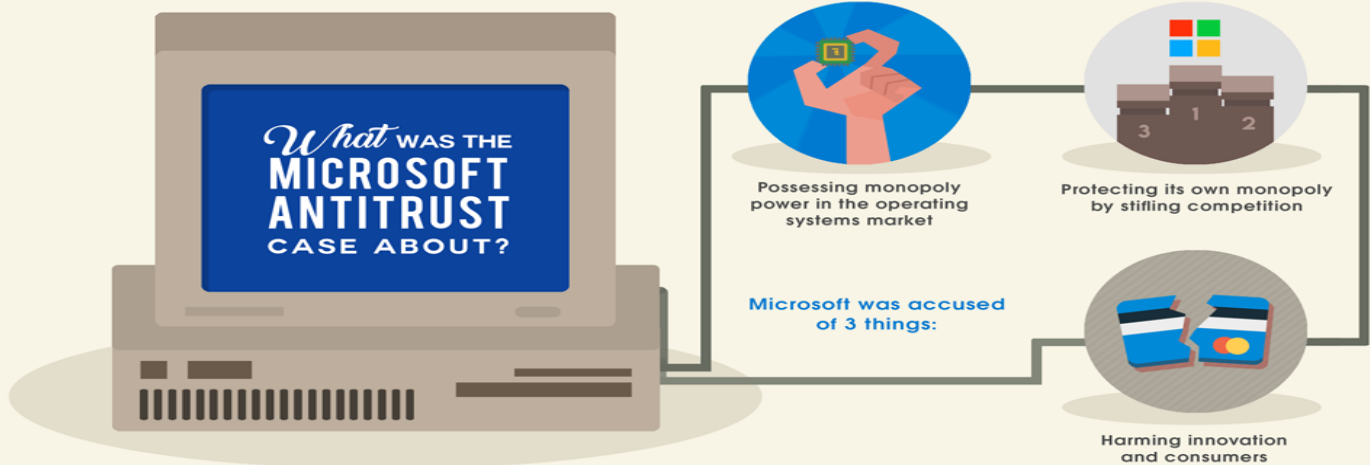 What WAS THE
MICROSOFT
ANTITRUST
CASE ABOUT?
Possessing monopoly
power in the operating
systems market
3
1
2
Protecting its own monopoly
by stifling competition
Microsoft was accused
of 3 things:
Harming innovation
and consumers